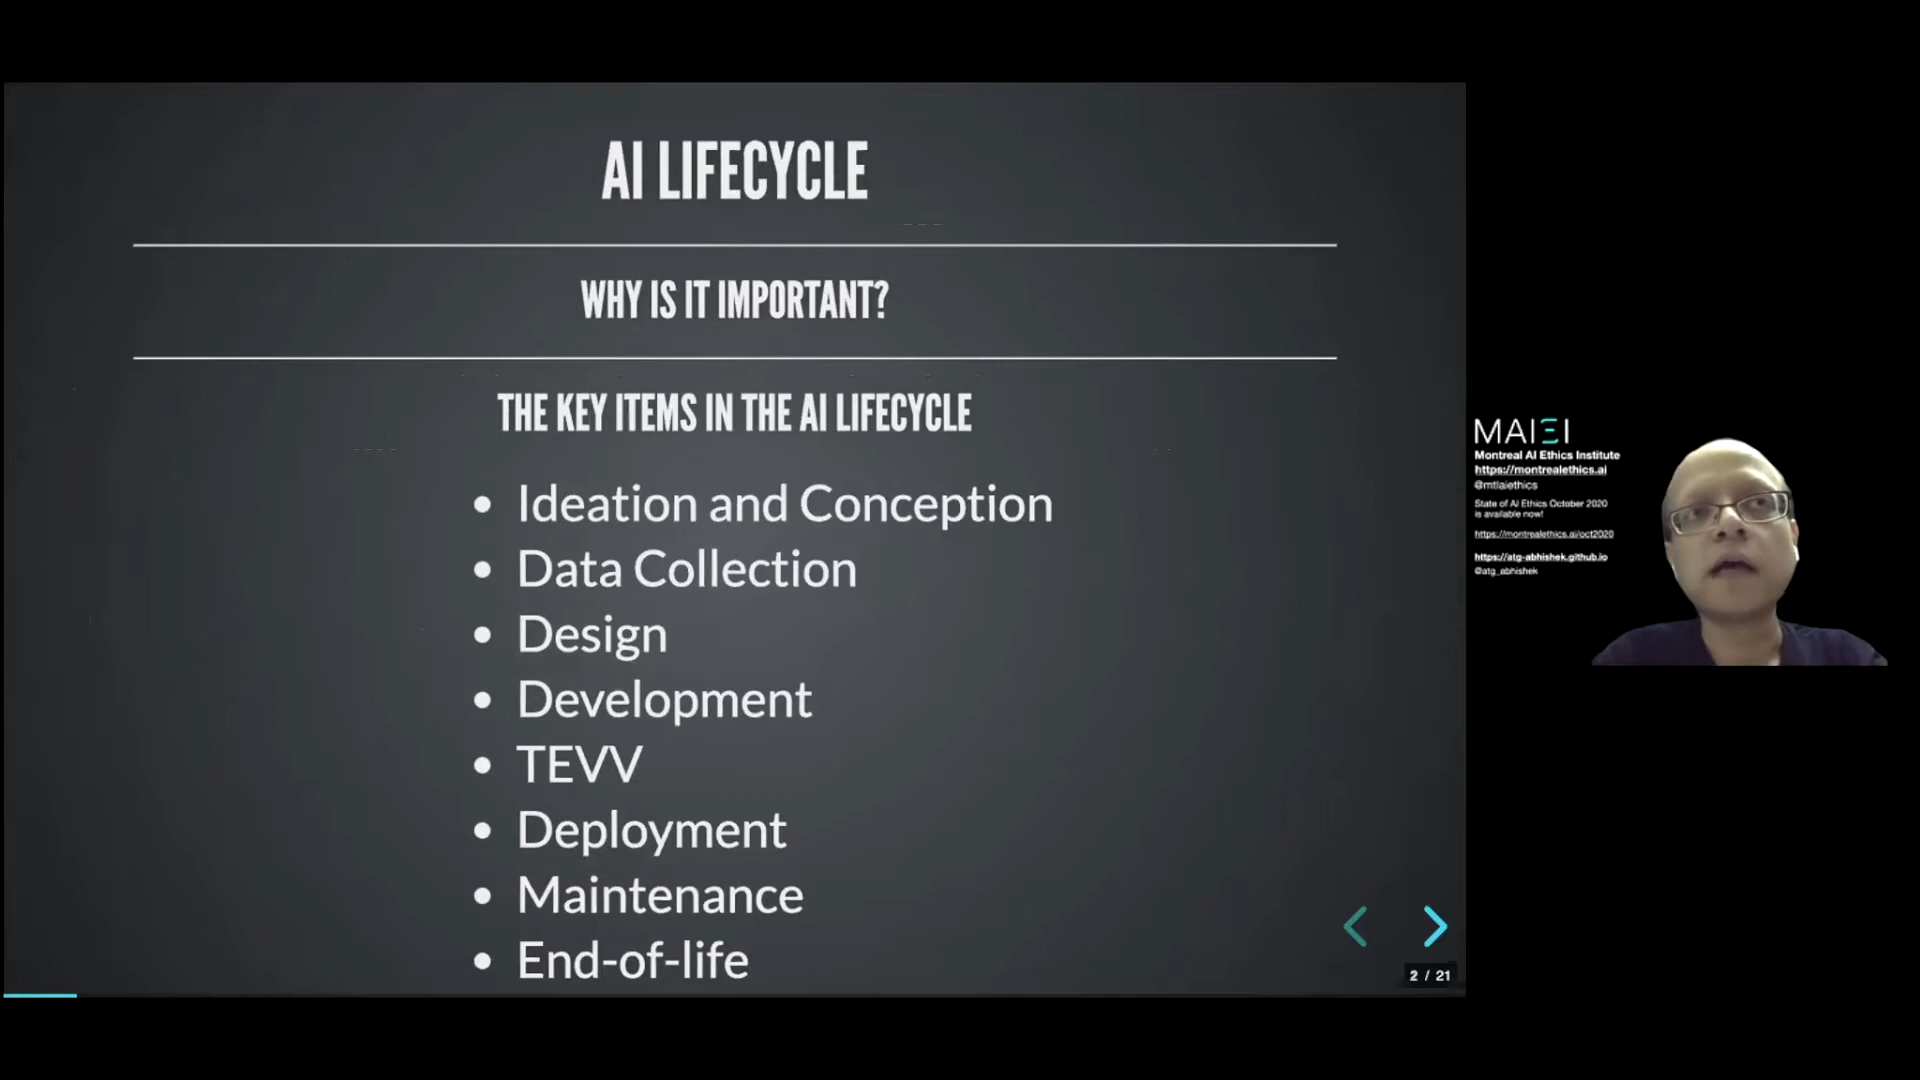 AI LIFECYCLE
WHY IS IT IMPORTANT?
THE KEY ITEMS IN THE AI LIFECYCLE
• Ideation and Conception
• Data Collection
• Design
• Development
• TEVV
• Deployment
• Maintenance
• End-of-life
2 / 21
MAIEI
Montreal AI Ethics Institute
https://montrealethics.ai
@mtlaiethics
State of AI Ethics October 2020
is available now!
https://montrealethics.ai/oct2020
https://atg-abhishek.github.io
@atg_abhishek